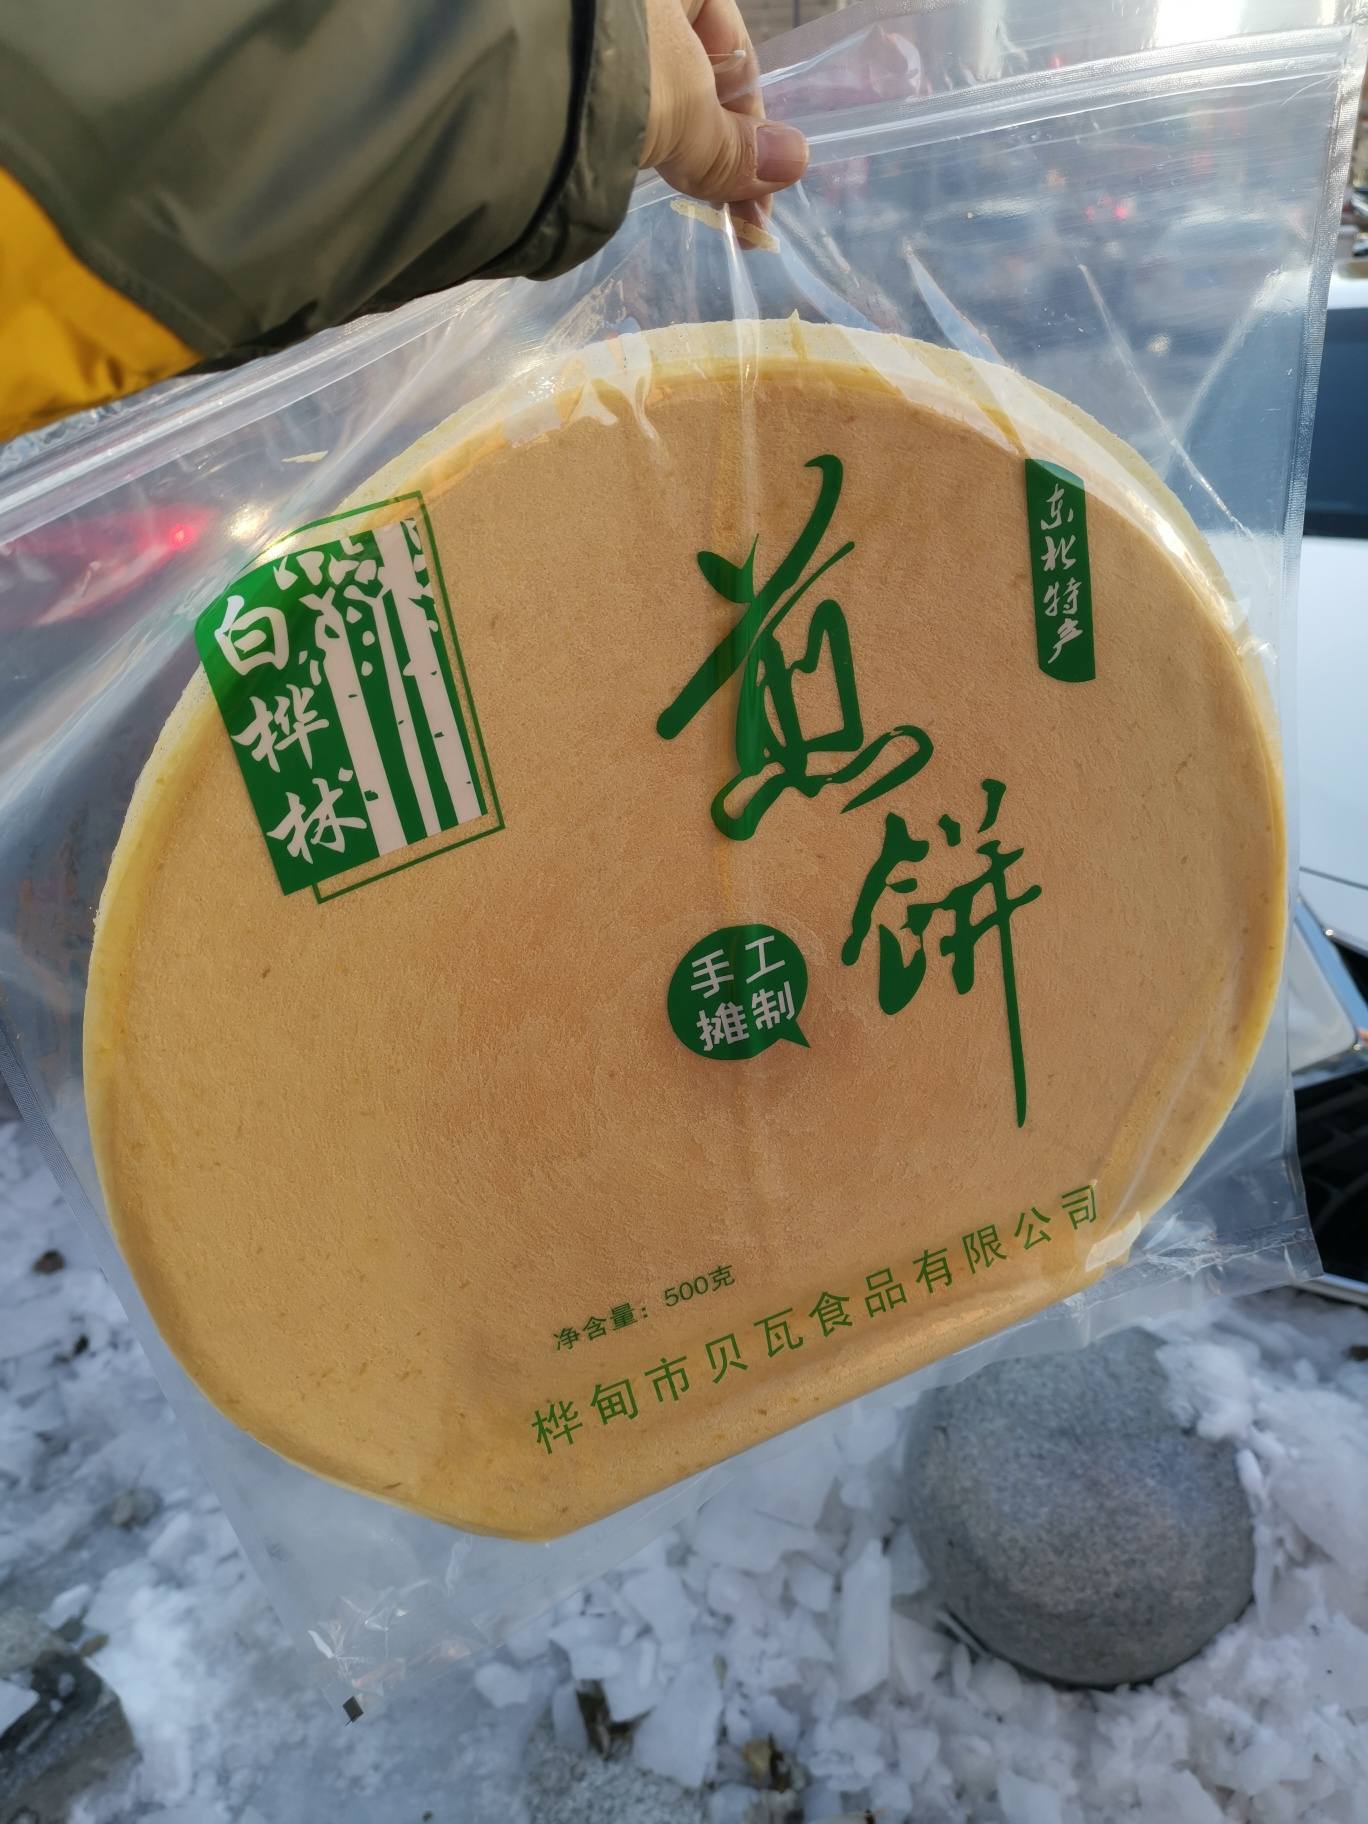 白桦林
东北特产
煎饼
手工
摊制
净含量：500克
桦甸市贝瓦食品有限公司